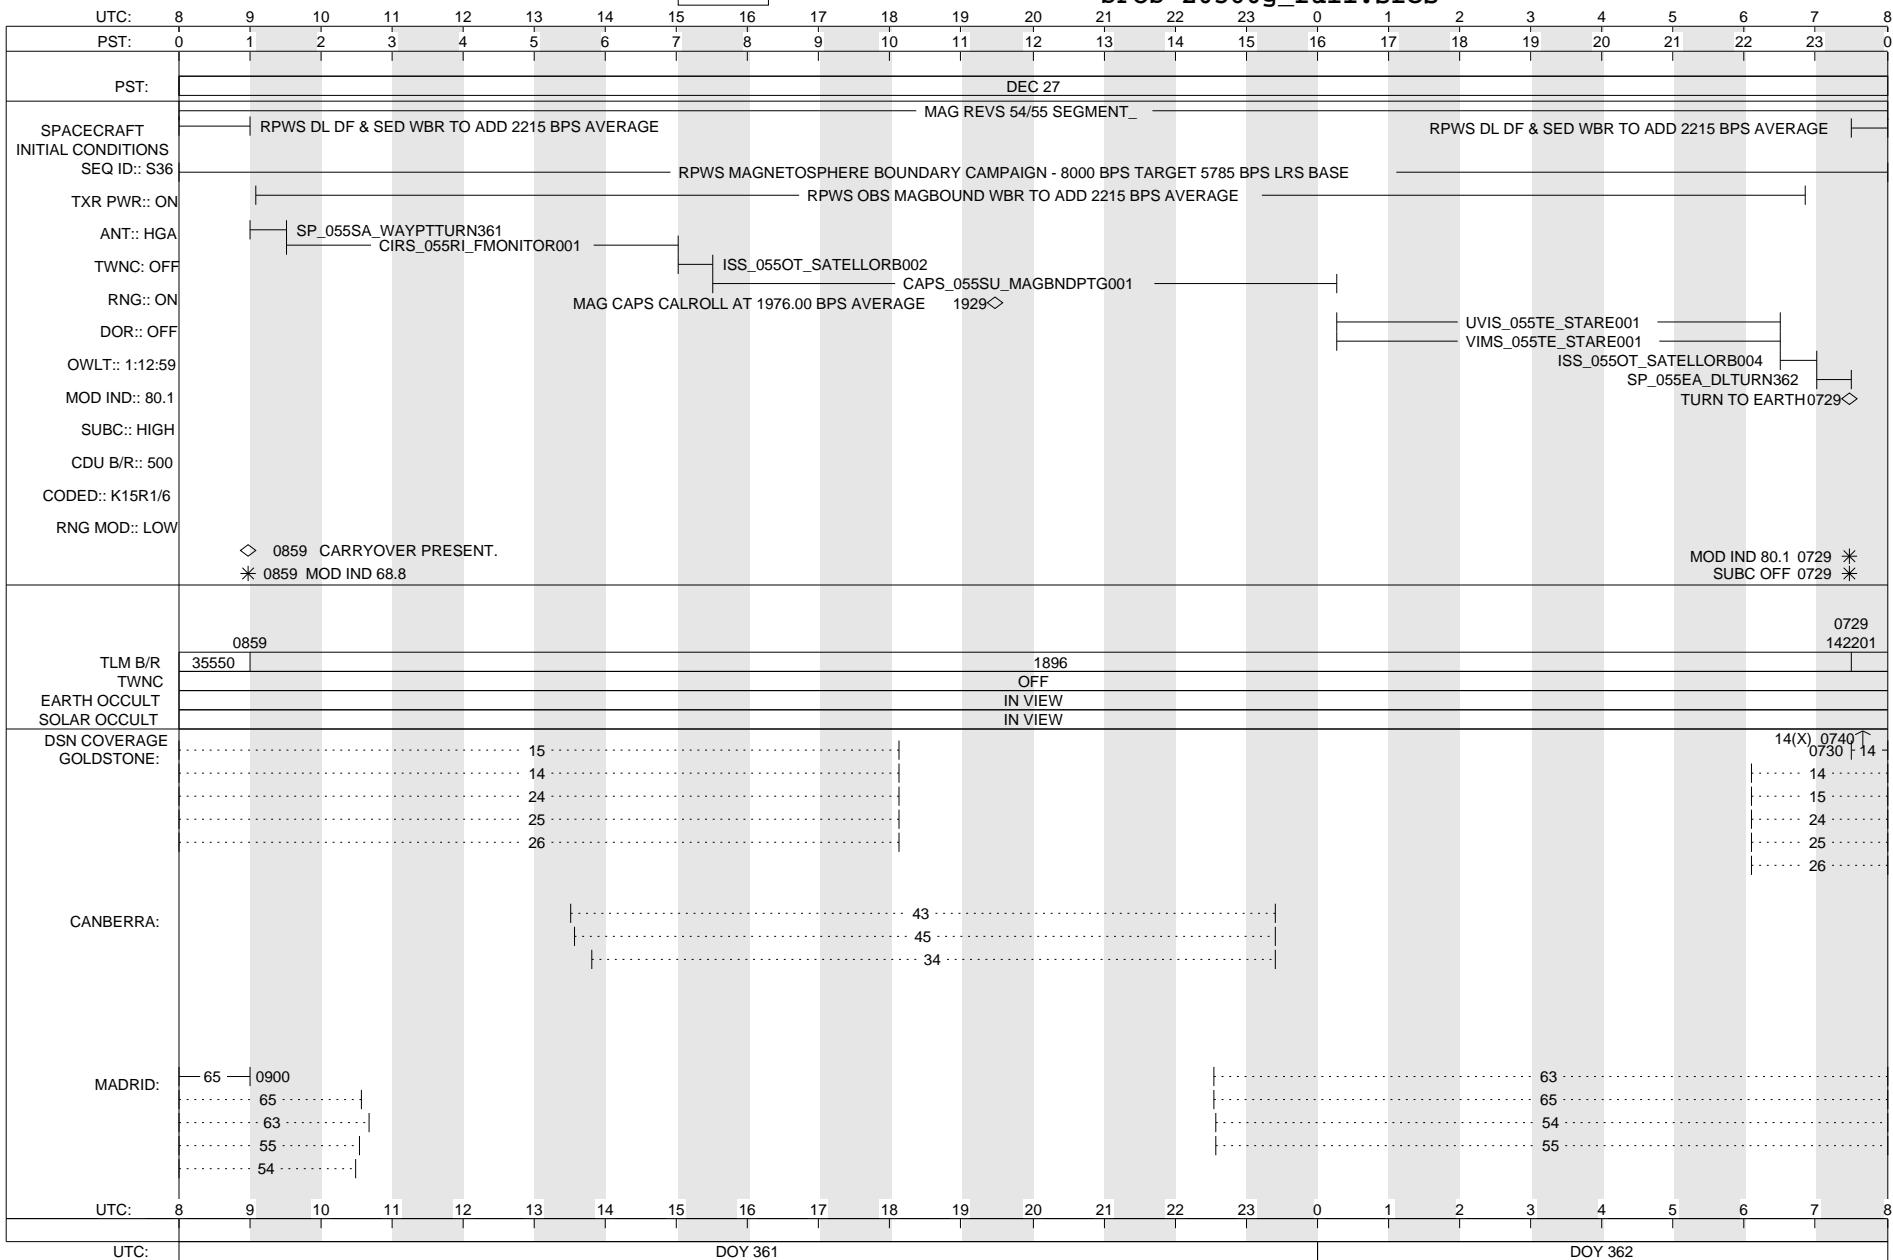 UTC: 8 9 10 11 12 13 14 15 16 17 18 19 20 21 22 23 0 1 2 3 4 5 6 7 8
PST: 0 1 2 3 4 5 6 7 8 9 10 11 12 13 14 15 16 17 18 19 20 21 22 23 0
PST: DEC 27
MAG REVS 54/55 SEGMENT_
SPACECRAFT
INITIAL CONDITIONS
RPWS DL DF & SED WBR TO ADD 2215 BPS AVERAGE
RPWS DL DF & SED WBR TO ADD 2215 BPS AVERAGE
SEQ ID:: S36
RPWS MAGNETOSPHERE BOUNDARY CAMPAIGN - 8000 BPS TARGET 5785 BPS LRS BASE
TXR PWR:: ON
RPWS OBS MAGBOUND WBR TO ADD 2215 BPS AVERAGE
ANT:: HGA
SP_055SA_WAYPTTURN361
CIRS_055RI_FMONITOR001
TWNC: OFF
ISS_055OT_SATELLORB002
CAPS_055SU_MAGBNDPTG001
RNG:: ON
MAG CAPS CALROLL AT 1976.00 BPS AVERAGE 1929
DOR:: OFF
UVIS_055TE_STARE001
VIMS_055TE_STARE001
OWLT:: 1:12:59
ISS_055OT_SATELLORB004
SP_055EA_DLTURN362
MOD IND:: 80.1
TURN TO EARTH 0729
SUBC:: HIGH
CDU B/R:: 500
CODED:: K15R1/6
RNG MOD:: LOW
0859 CARRYOVER PRESENT.
MOD IND 80.1 0729
0859 MOD IND 68.8
SUBC OFF 0729
0859
0729
142201
TLM B/R 35550 1896
TWNC OFF
EARTH OCCULT IN VIEW
SOLAR OCCULT IN VIEW
DSN COVERAGE
14(X) 0740
GOLDSTONE: 15 0730 14
14 14
24 15
25 24
26 25
26
CANBERRA: 43
45
34
MADRID: 65 0900 63
65 65
63 54
55 55
54
UTC: 8 9 10 11 12 13 14 15 16 17 18 19 20 21 22 23 0 1 2 3 4 5 6 7 8
UTC: DOY 361 DOY 362